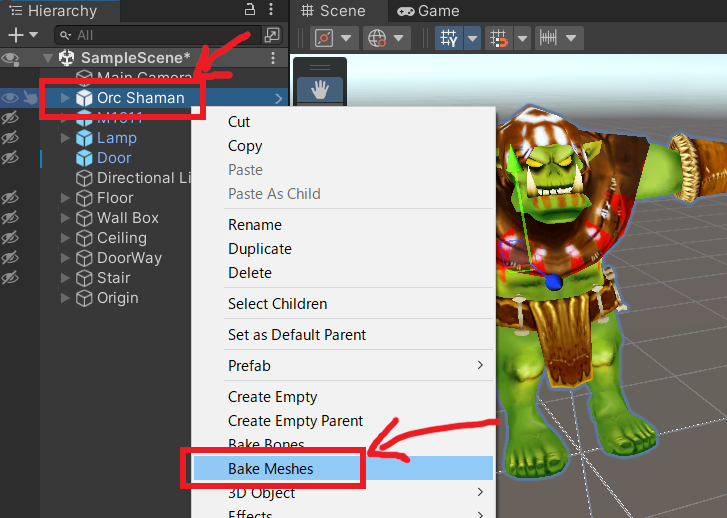 Hierarchy
Scene
Game
All
SampleScene*
Main Camera
Orc Shaman
M1911
Lamp
Door
Directional Li
Floor
Wall Box
Ceiling
DoorWay
Stair
Origin
Cut
Copy
Paste
Paste As Child
Rename
Duplicate
Delete
Select Children
Set as Default Parent
Prefab
Create Empty
Create Empty Parent
Bake Bones
Bake Meshes
3D Object
Effects